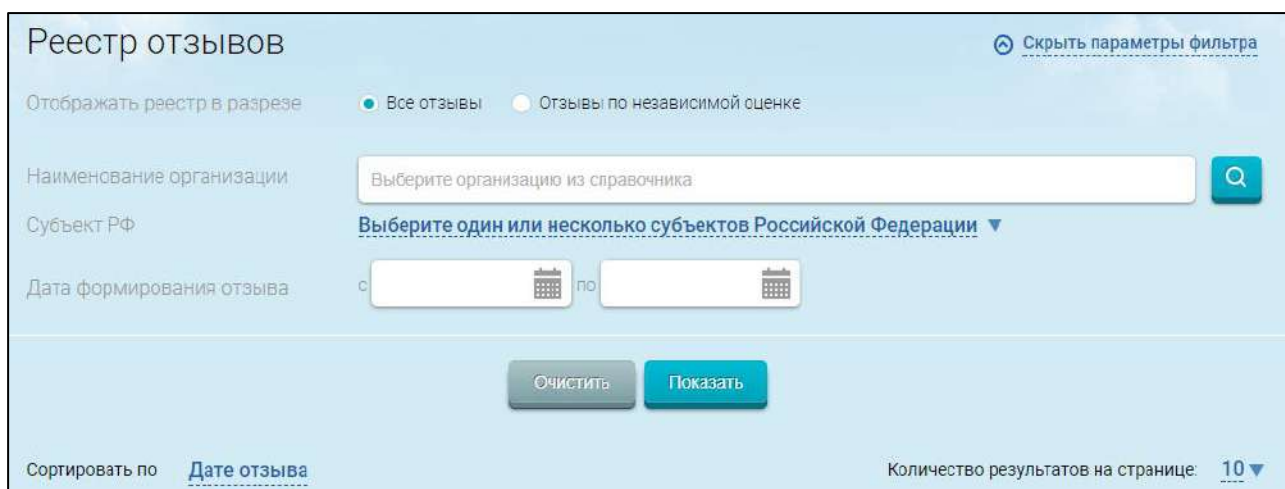 Реестр отзывов
Скрыть параметры фильтра
Отображать реестр в разрезе Все отзывы Отзывы по независимой оценке
Наименование организации Выберите организацию из справочника
Субъект РФ Выберите один или несколько субъектов Российской Федерации
Дата формирования отзыва с по
Очистить Показать
Сортировать по Дате отзыва Количество результатов на странице: 10